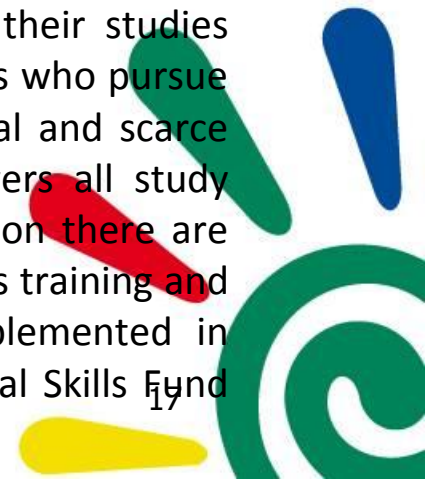 their studies
s who pursue
al and scarce
ers all study
on there are
s training and
plemented in
al Skills Fund
17